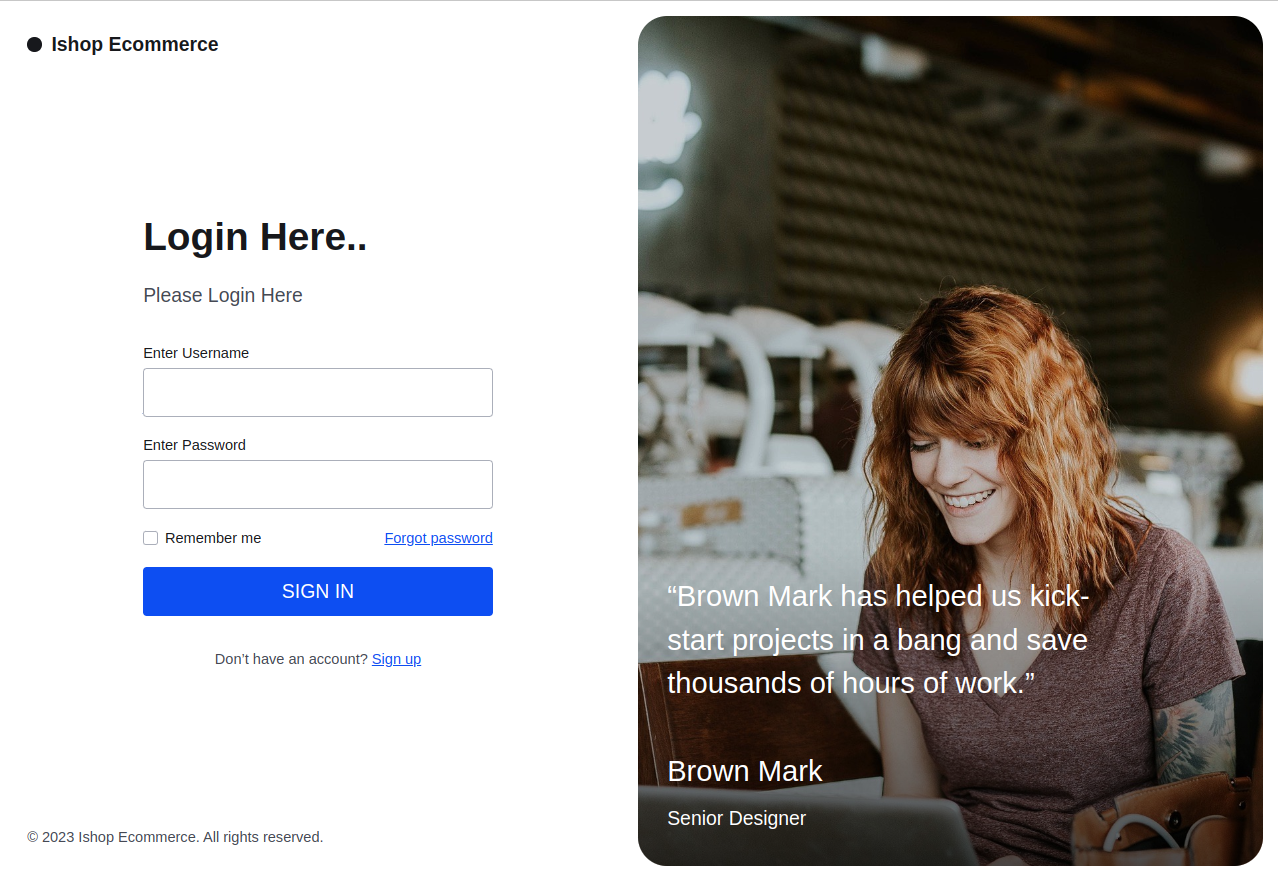 Ishop Ecommerce
Login Here..
Please Login Here
Enter Username
Enter Password
Remember me
Forgot password
SIGN IN
Don’t have an account? Sign up
© 2023 Ishop Ecommerce. All rights reserved.
“Brown Mark has helped us kick-
start projects in a bang and save
thousands of hours of work.”
Brown Mark
Senior Designer